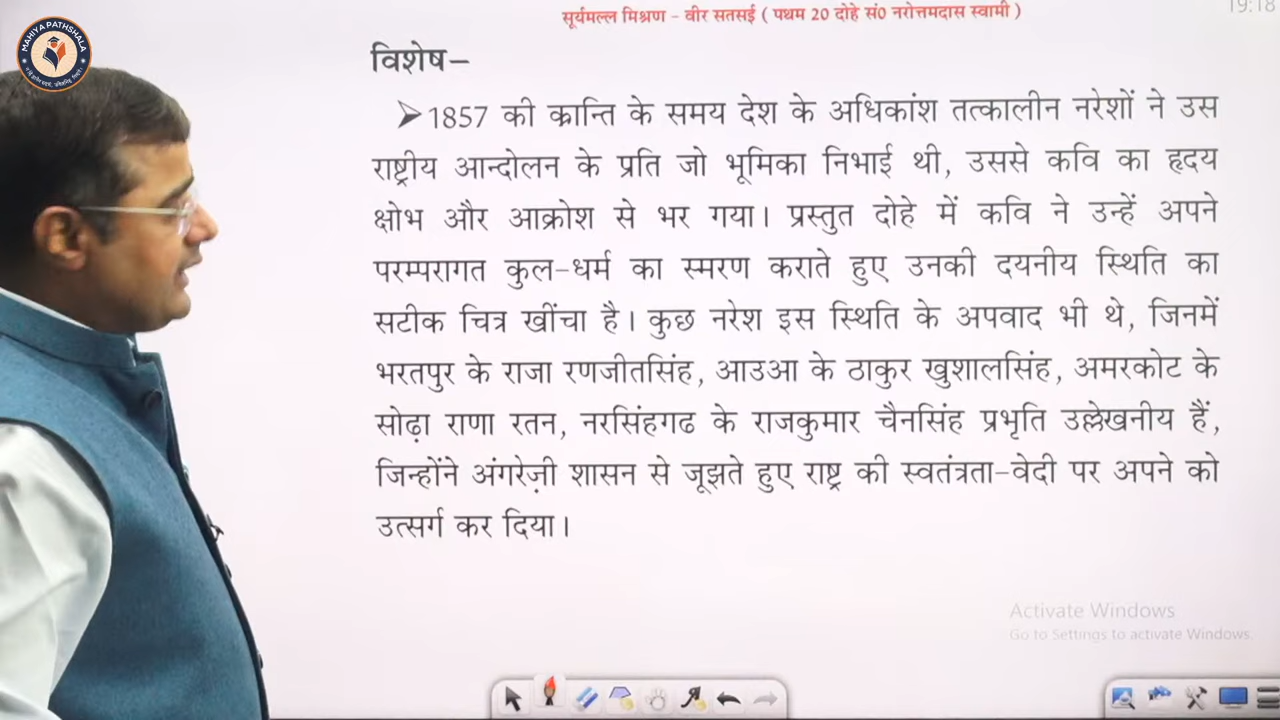 सूर्यमल्ल मिश्रण - वीर सतसई ( पथम 20 दोहे सं0 नरोत्तमदास स्वामी )
19:18
MAHIYA PATHSHALA
विशेष–
➤1857 की क्रान्ति के समय देश के अधिकांश तत्कालीन नरेशों ने उस
राष्ट्रीय आन्दोलन के प्रति जो भूमिका निभाई थी, उससे कवि का हृदय
क्षोभ और आक्रोश से भर गया। प्रस्तुत दोहे में कवि ने उन्हें अपने
परम्परागत कुल-धर्म का स्मरण कराते हुए उनकी दयनीय स्थिति का
सटीक चित्र खींचा है। कुछ नरेश इस स्थिति के अपवाद भी थे, जिनमें
भरतपुर के राजा रणजीतसिंह, आउआ के ठाकुर खुशालसिंह, अमरकोट के
सोढ़ा राणा रतन, नरसिंहगढ के राजकुमार चैनसिंह प्रभृति उल्लेखनीय हैं,
जिन्होंने अंगरेज़ी शासन से जूझते हुए राष्ट्र की स्वतंत्रता-वेदी पर अपने को
उत्सर्ग कर दिया।
Activate Windows
Go to Settings to activate Windows.